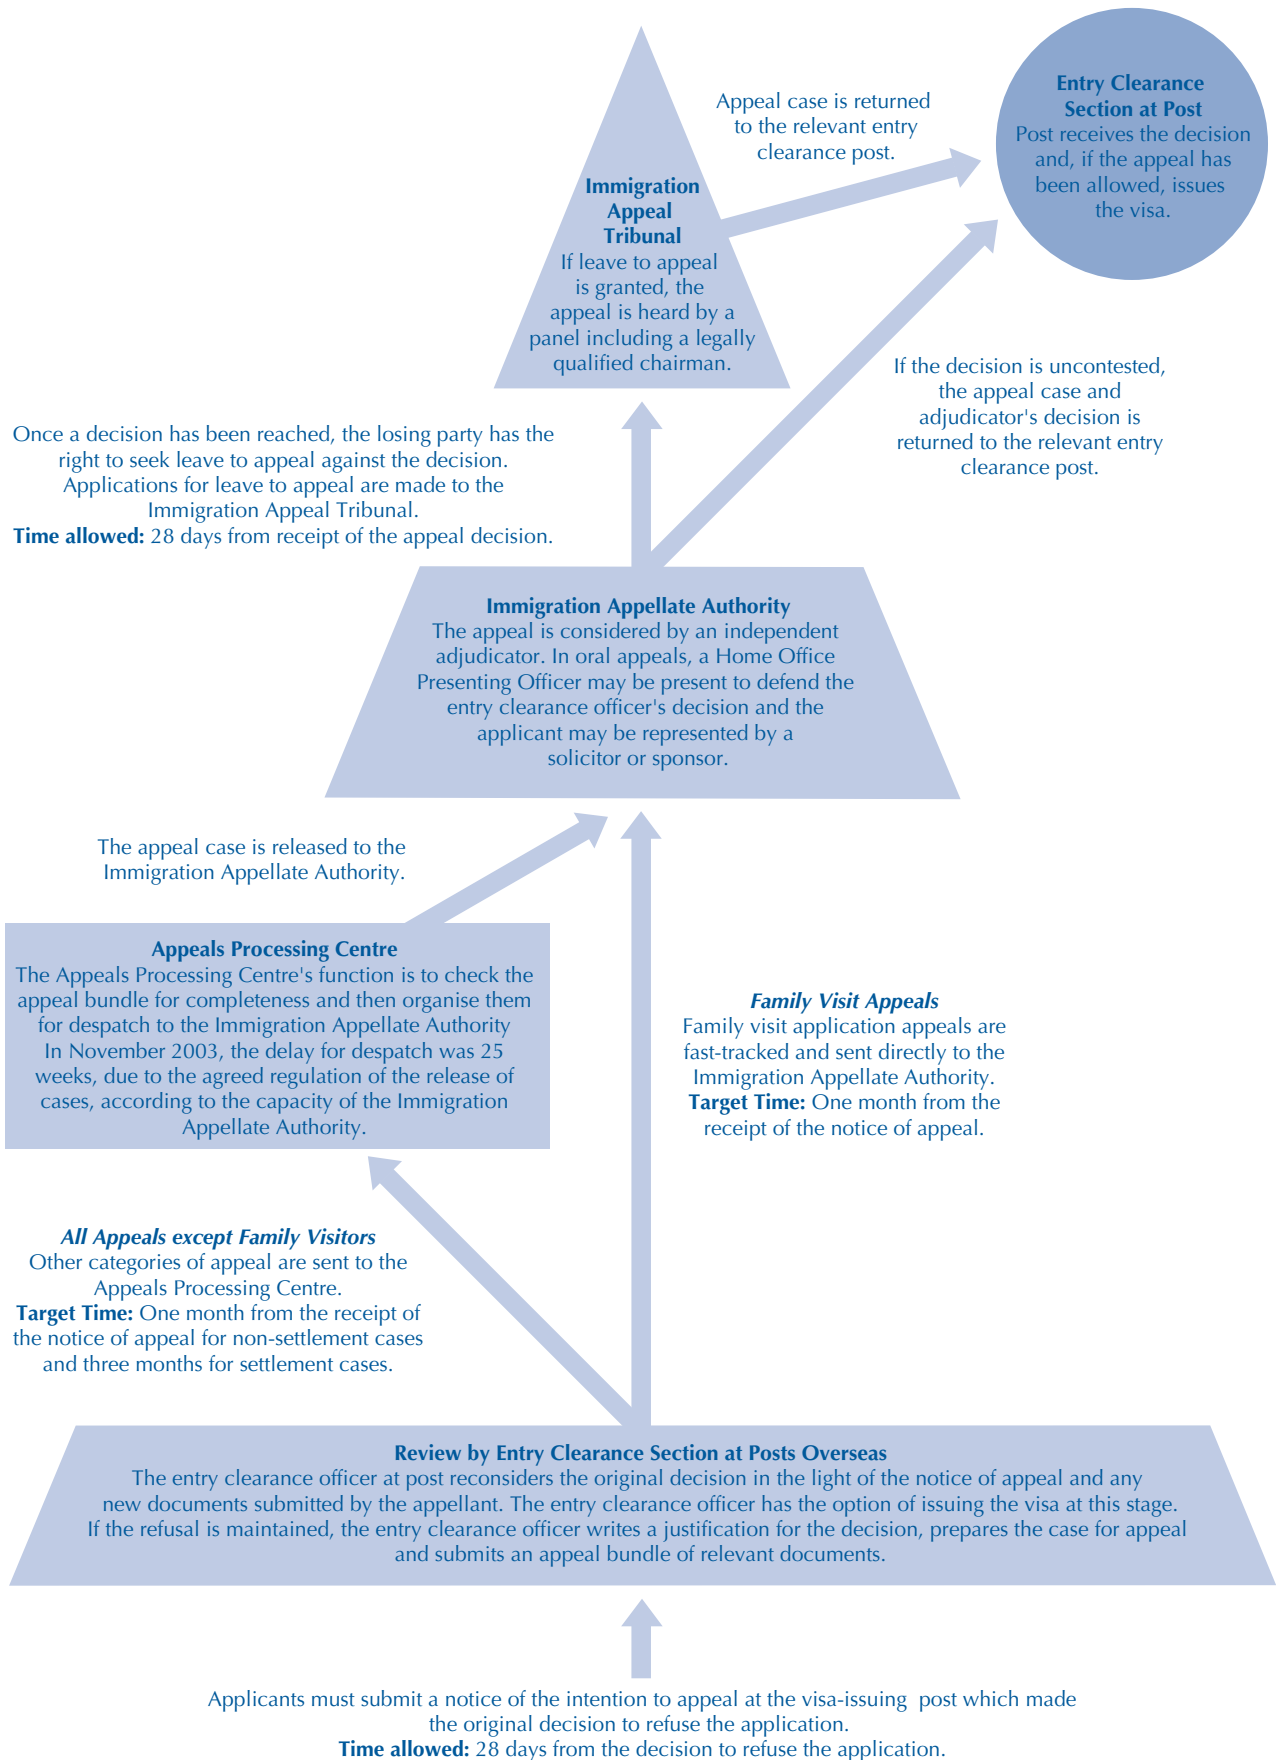 Entry Clearance
Section at Post
Post receives the decision
and, if the appeal has
been allowed, issues
the visa.
Appeal case is returned
to the relevant entry
clearance post.
Immigration
Appeal
Tribunal
If leave to appeal
is granted, the
appeal is heard by a
panel including a legally
qualified chairman.
If the decision is uncontested,
the appeal case and
adjudicator's decision is
returned to the relevant entry
clearance post.
Once a decision has been reached, the losing party has the
right to seek leave to appeal against the decision.
Applications for leave to appeal are made to the
Immigration Appeal Tribunal.
Time allowed: 28 days from receipt of the appeal decision.
Immigration Appellate Authority
The appeal is considered by an independent
adjudicator. In oral appeals, a Home Office
Presenting Officer may be present to defend the
entry clearance officer's decision and the
applicant may be represented by a
solicitor or sponsor.
The appeal case is released to the
Immigration Appellate Authority.
Appeals Processing Centre
The Appeals Processing Centre's function is to check the
appeal bundle for completeness and then organise them
for despatch to the Immigration Appellate Authority
In November 2003, the delay for despatch was 25
weeks, due to the agreed regulation of the release of
cases, according to the capacity of the Immigration
Appellate Authority.
Family Visit Appeals
Family visit application appeals are
fast-tracked and sent directly to the
Immigration Appellate Authority.
Target Time: One month from the
receipt of the notice of appeal.
All Appeals except Family Visitors
Other categories of appeal are sent to the
Appeals Processing Centre.
Target Time: One month from the receipt of
the notice of appeal for non-settlement cases
and three months for settlement cases.
Review by Entry Clearance Section at Posts Overseas
The entry clearance officer at post reconsiders the original decision in the light of the notice of appeal and any
new documents submitted by the appellant. The entry clearance officer has the option of issuing the visa at this stage.
If the refusal is maintained, the entry clearance officer writes a justification for the decision, prepares the case for appeal
and submits an appeal bundle of relevant documents.
Applicants must submit a notice of the intention to appeal at the visa-issuing post which made
the original decision to refuse the application.
Time allowed: 28 days from the decision to refuse the application.